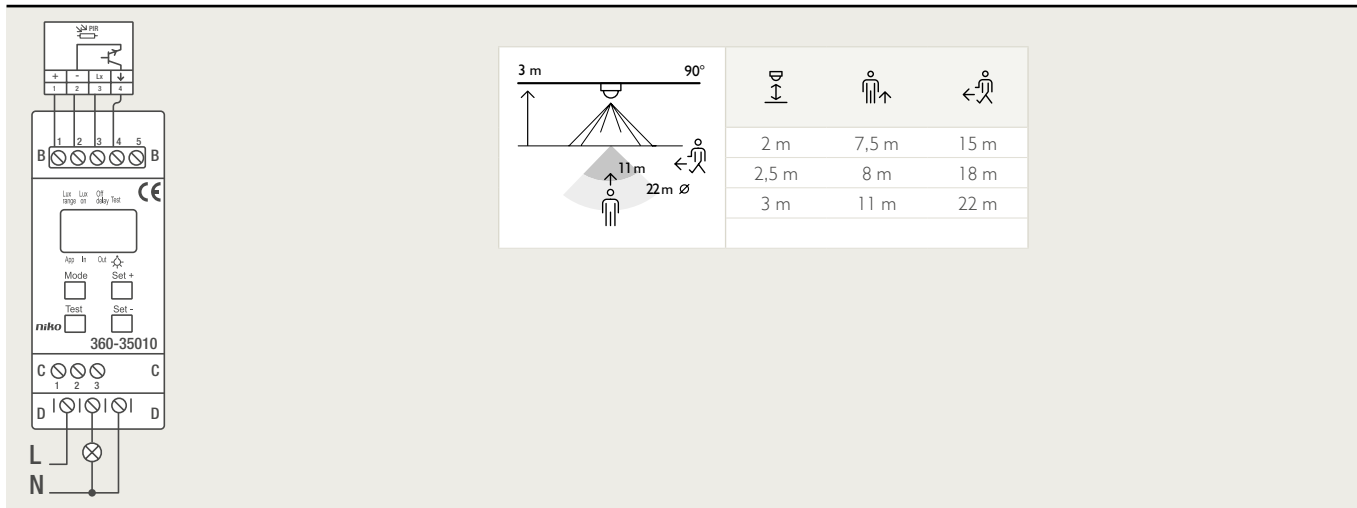 PIR
+ - Lx
1 2 3 4
1 2 3 4 5
B B
Lux range Lux on Off delay Test
CE
App In Out
Mode Set +
Test Set -
niko
360-35010
C C
1 2 3
D D
L
N
3 m 90°
11 m
22 m ø
2 m 7,5 m 15 m
2,5 m 8 m 18 m
3 m 11 m 22 m